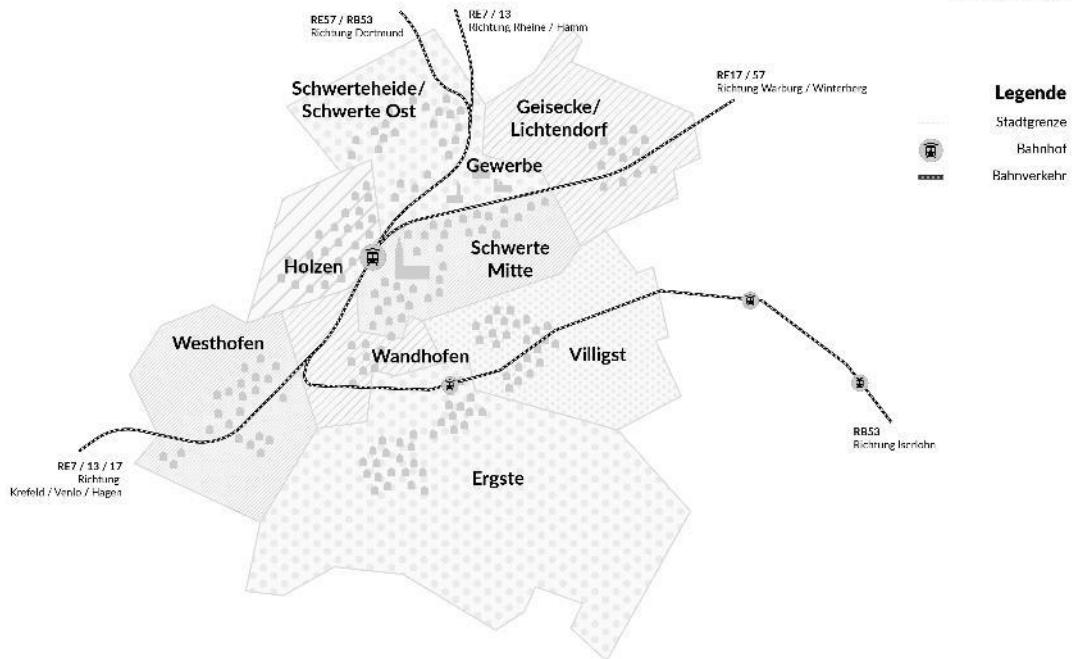 RE57 / RB53
Richtung Dortmund
RE7 / 13
Richtung Rheine / Hamm
RE17 / 57
Richtung Warburg / Winterberg
Schwerteheide/
Schwerte Ost
Geisecke/
Lichtendorf
Gewerbe
Legende
Stadtgrenze
Bahnhof
Bahnverkehr
Holzen
Schwerte
Mitte
Westhofen
Wandhofen
Villigst
RB53
Richtung Iserlohn
RE7 / 13 / 17
Richtung
Krefeld / Venlo / Hagen
Ergste